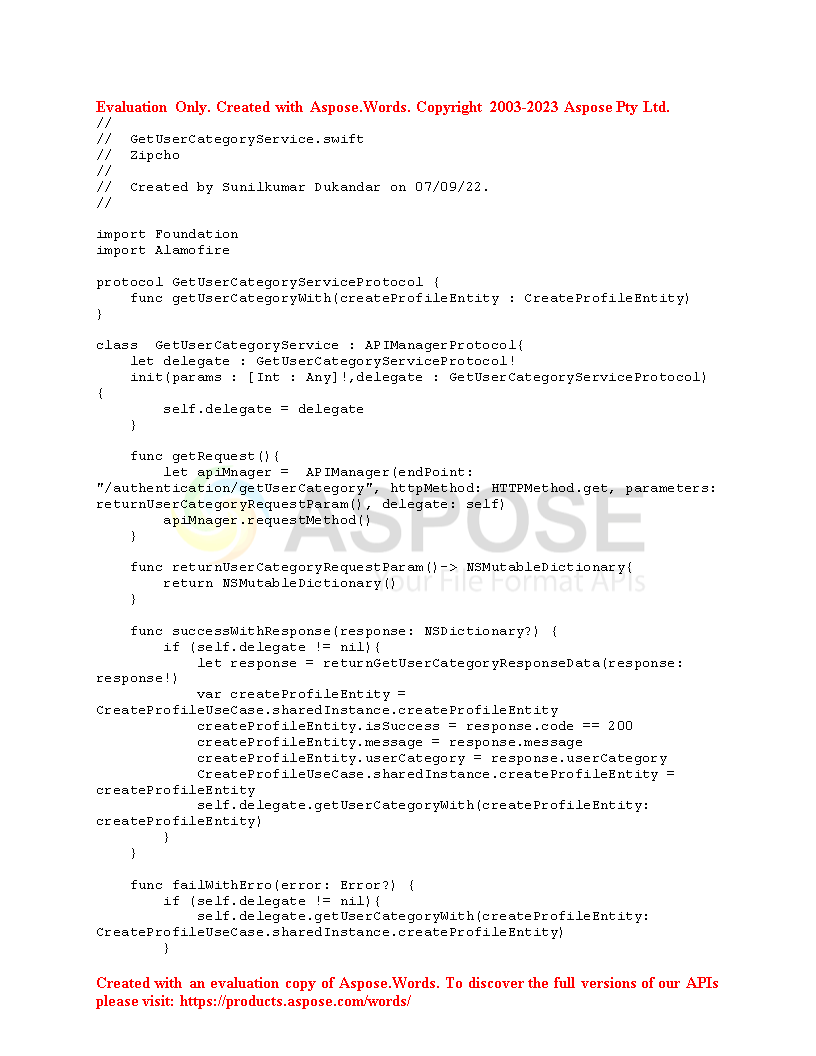 Evaluation Only. Created with Aspose.Words. Copyright 2003-2023 Aspose Pty Ltd.
//
//  GetUserCategoryService.swift
//  Zipcho
//
//  Created by Sunilkumar Dukandar on 07/09/22.
//

import Foundation
import Alamofire

protocol GetUserCategoryServiceProtocol {
    func getUserCategoryWith(createProfileEntity : CreateProfileEntity)
}

class  GetUserCategoryService : APIManagerProtocol{
    let delegate : GetUserCategoryServiceProtocol!
    init(params : [Int : Any]!,delegate : GetUserCategoryServiceProtocol)
{
        self.delegate = delegate
    }

    func getRequest(){
        let apiMnager =  APIManager(endPoint:
"/authentication/getUserCategory", httpMethod: HTTPMethod.get, parameters:
returnUserCategoryRequestParam(), delegate: self)
        apiMnager.requestMethod()
    }

    func returnUserCategoryRequestParam()-> NSMutableDictionary{
        return NSMutableDictionary()
    }

    func successWithResponse(response: NSDictionary?) {
        if (self.delegate != nil){
            let response = returnGetUserCategoryResponseData(response:
response!)
            var createProfileEntity =
CreateProfileUseCase.sharedInstance.createProfileEntity
            createProfileEntity.isSuccess = response.code == 200
            createProfileEntity.message = response.message
            createProfileEntity.userCategory = response.userCategory
            CreateProfileUseCase.sharedInstance.createProfileEntity =
createProfileEntity
            self.delegate.getUserCategoryWith(createProfileEntity:
createProfileEntity)
        }
    }

    func failWithErro(error: Error?) {
        if (self.delegate != nil){
            self.delegate.getUserCategoryWith(createProfileEntity:
CreateProfileUseCase.sharedInstance.createProfileEntity)
        }
ASPOSE
Your File Format APIs
Created with an evaluation copy of Aspose.Words. To discover the full versions of our APIs
please visit: https://products.aspose.com/words/